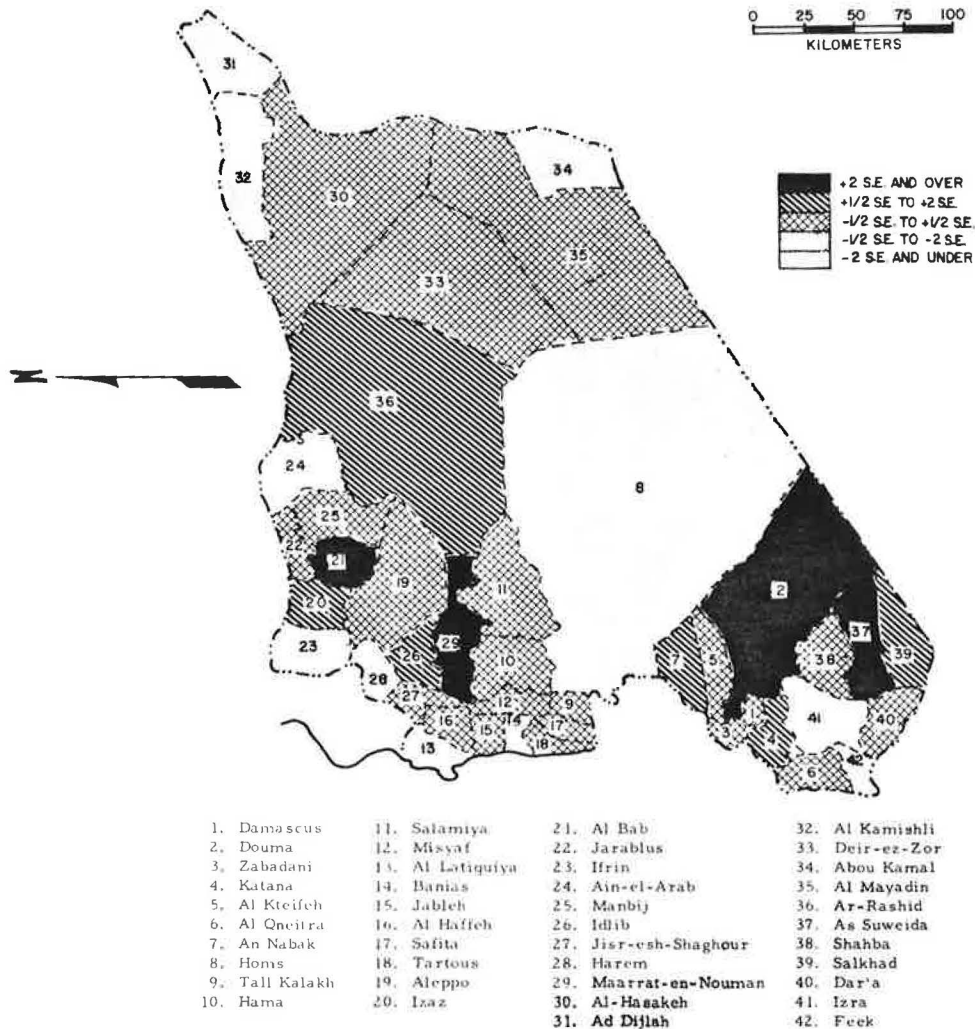 0 25 50 75 100
KILOMETERS
31
34
32
30
+2 S.E. AND OVER
+1/2 S.E TO +2 S.E.
-1/2 S.E. TO +1/2 S.E.
-1/2 S.E TO -2 S.E.
-2 S.E. AND UNDER
35
33
N
36
24
8
25
22
21
19
11
2
20
37
29
23
26
7
5
38
39
10
28
27
12
9
16
15
14
17
1
41
40
3
4
13
18
42
6
1. Damascus
2. Douma
3. Zabadani
4. Katana
5. Al Kteifeh
6. Al Qneitra
7. An Nabak
8. Homs
9. Tall Kalakh
10. Hama
11. Salamiya
12. Misyaf
13. Al Latiquiya
14. Banias
15. Jableh
16. Al Haffeh
17. Safita
18. Tartous
19. Aleppo
20. Izaz
21. Al Bab
22. Jarablus
23. Ifrin
24. Ain-el-Arab
25. Manbij
26. Idlib
27. Jisr-esh-Shaghour
28. Harem
29. Maarrat-en-Nouman
30. Al-Hasakeh
31. Ad Dijlah
32. Al Kamishli
33. Deir-ez-Zor
34. Abou Kamal
35. Al Mayadin
36. Ar-Rashid
37. As Suweida
38. Shahba
39. Salkhad
40. Dar'a
41. Izra
42. Feek